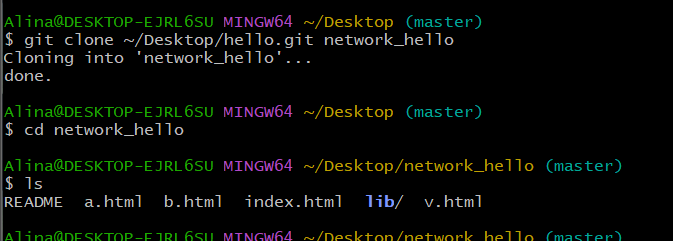 Alina@DESKTOP-EJRL6SU MINGW64 ~/Desktop (master)
$ git clone ~/Desktop/hello.git network_hello
Cloning into 'network_hello'...
done.
Alina@DESKTOP-EJRL6SU MINGW64 ~/Desktop (master)
$ cd network_hello
Alina@DESKTOP-EJRL6SU MINGW64 ~/Desktop/network_hello (master)
$ ls
README  a.html  b.html  index.html  lib/  v.html
Alina@DESKTOP-EJRL6SU MINGW64 ~/Desktop/network_hello (master)